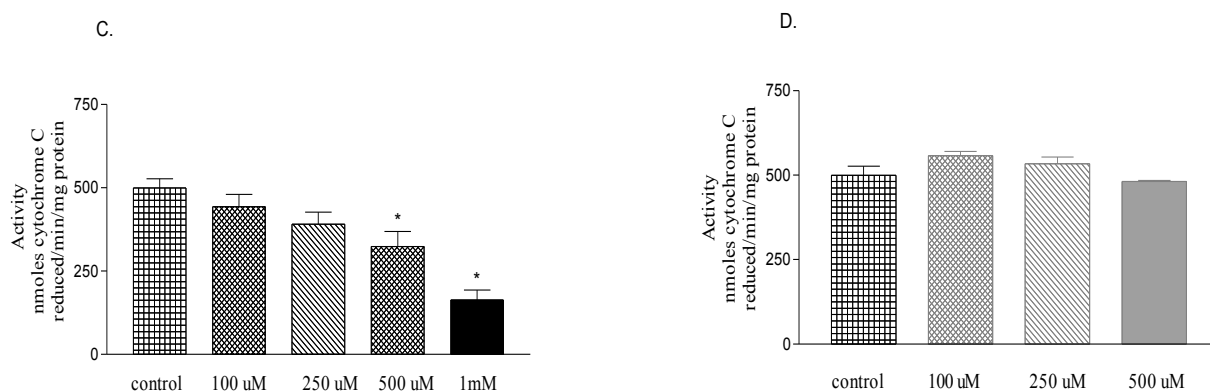 C.
Activity
nmoles cytochrome C
reduced/min/mg protein
750
500
250
0
*
*
control 100 uM 250 uM 500 uM 1mM
D.
Activity
nmoles cytochrome C
reduced/min/mg protein
750
500
250
0
control 100 uM 250 uM 500 uM